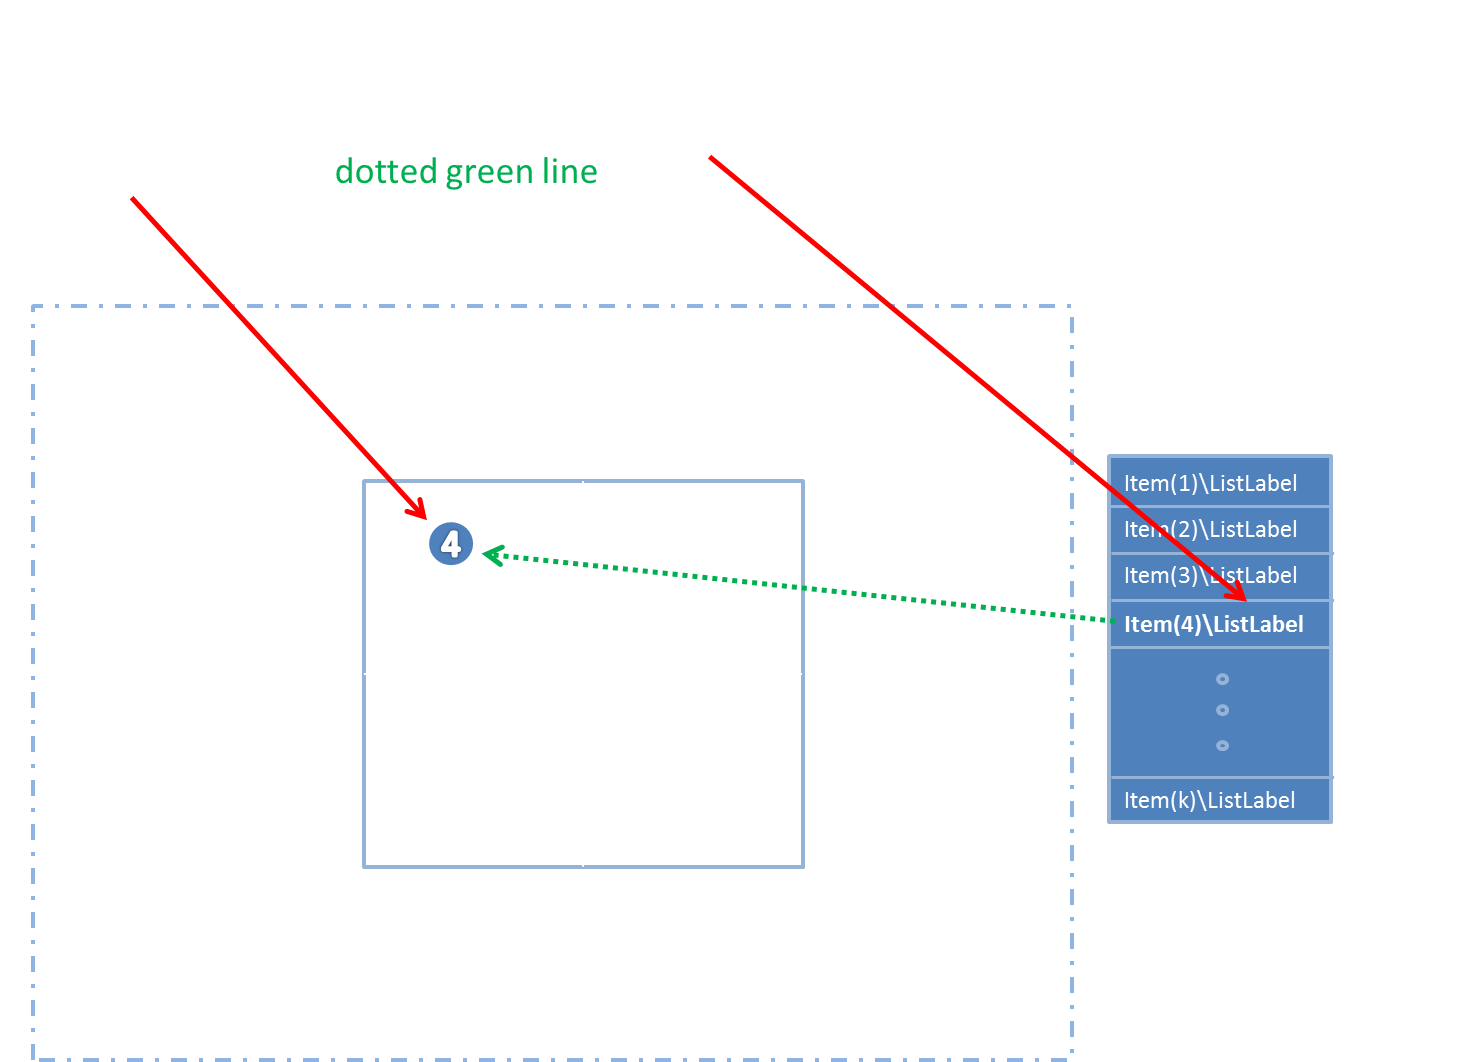 dotted green line
Item(1)\ListLabel
Item(2)\ListLabel
4
Item(3)\ListLabel
Item(4)\ListLabel
Item(k)\ListLabel